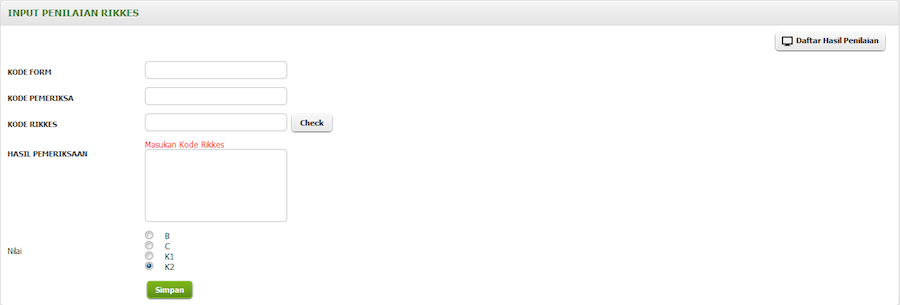 INPUT PENILAIAN RIKKES
Daftar Hasil Penilaian
KODE FORM
KODE PEMERIKSA
KODE RIKKES
Check
Masukan Kode Rikkes
HASIL PEMERIKSAAN
B
C
Nilai
K1
K2
Simpan